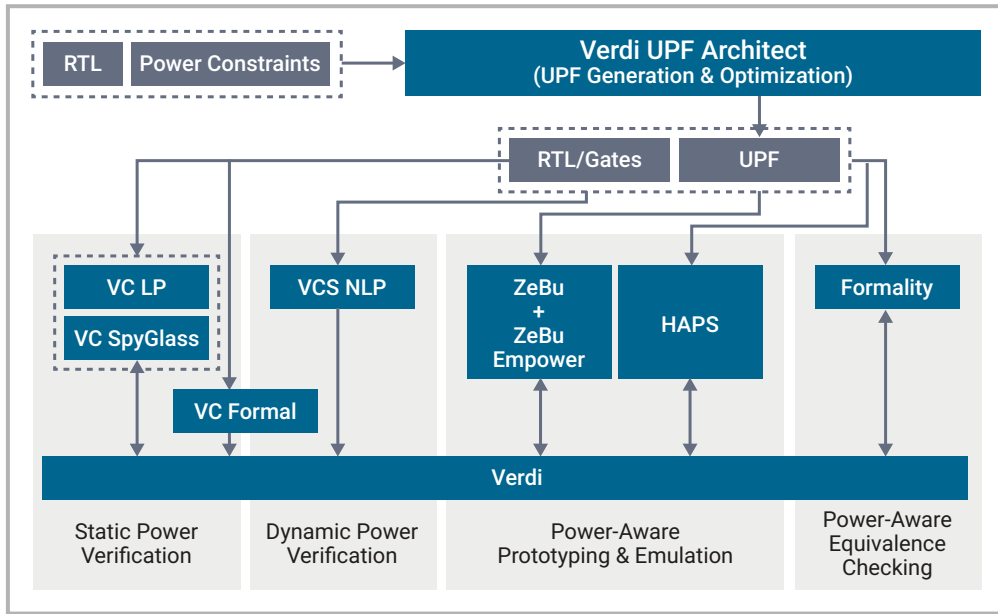 RTL
Power Constraints
Verdi UPF Architect
(UPF Generation & Optimization)
RTL/Gates
UPF
VC LP
VC SpyGlass
VC Formal
VCS NLP
ZeBu
+
ZeBu
Empower
HAPS
Formality
Verdi
Static Power
Verification
Dynamic Power
Verification
Power-Aware
Prototyping & Emulation
Power-Aware
Equivalence
Checking